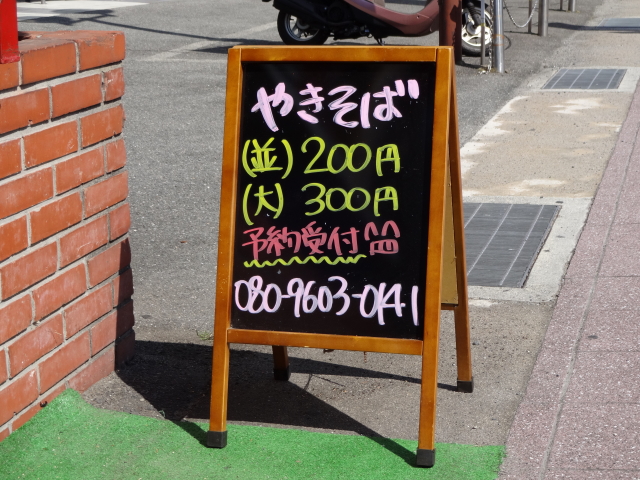 やきそば
(並) 200円
(大) 300円
予約受付
080-9603-0141